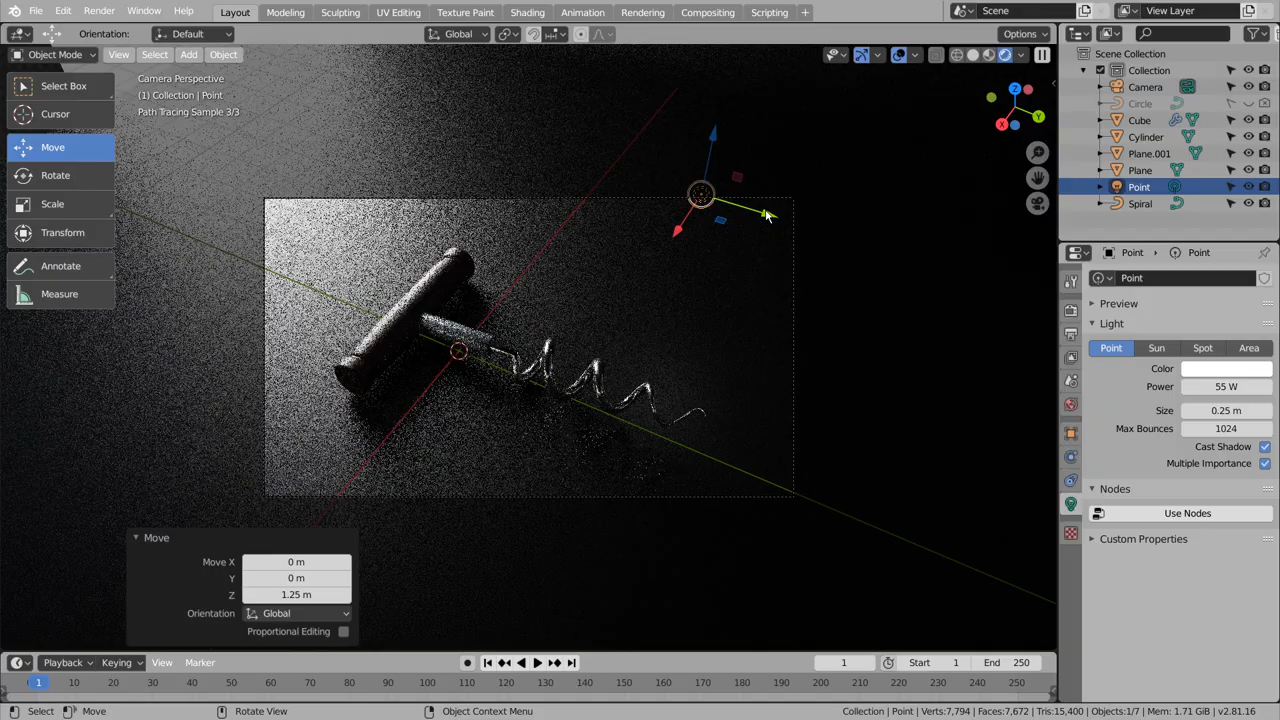 File Edit Render Window Help Layout Modeling Sculpting UV Editing Texture Paint Shading Animation Rendering Compositing Scripting + Scene View Layer
Orientation: Default Global Options
Object Mode View Select Add Object
Scene Collection
Collection
Camera
Circle
Cube
Cylinder
Plane.001
Plane
Point
Spiral
Select Box
Cursor
Move
Rotate
Scale
Transform
Annotate
Measure
Camera Perspective
(1) Collection | Point
Path Tracing Sample 3/3
Z
Y
X
Point Point
Point
Preview
Light
Point Sun Spot Area
Color
Power 55 W
Size 0.25 m
Max Bounces 1024
Cast Shadow
Multiple Importance
Nodes
Use Nodes
Custom Properties
Move
Move X 0 m
Y 0 m
Z 1.25 m
Orientation Global
Proportional Editing
Playback Keying View Marker 1 Start 1 End 250
1 10 20 30 40 50 60 70 80 90 100 110 120 130 140 150 160 170 180 190 200 210 220 230 240 250
Select Move Rotate View Object Context Menu Collection | Point | Verts:7,794 | Faces:7,672 | Tris:15,400 | Objects:1/7 | Mem: 1.71 GiB | v2.81.16